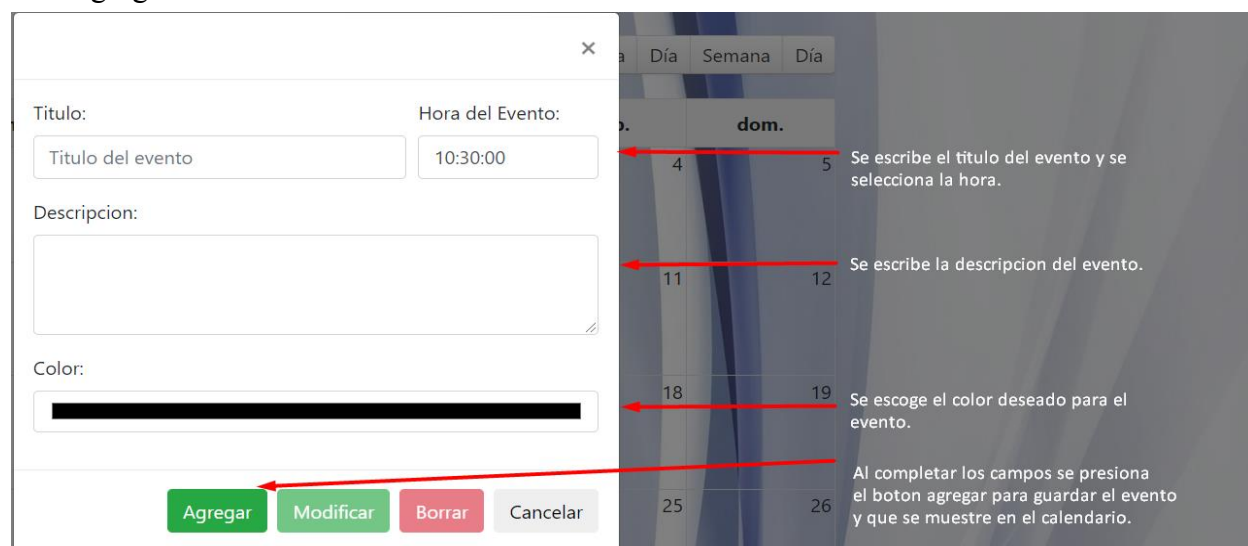 ×
Día Semana Día
Titulo:
Hora del Evento:
dom.
Titulo del evento
10:30:00
4
5
Se escribe el titulo del evento y se
selecciona la hora.
Descripcion:
11
12
Se escribe la descripcion del evento.
Color:
18
19
Se escoge el color deseado para el
evento.
Al completar los campos se presiona
el boton agregar para guardar el evento
y que se muestre en el calendario.
25
26
Agregar Modificar Borrar Cancelar